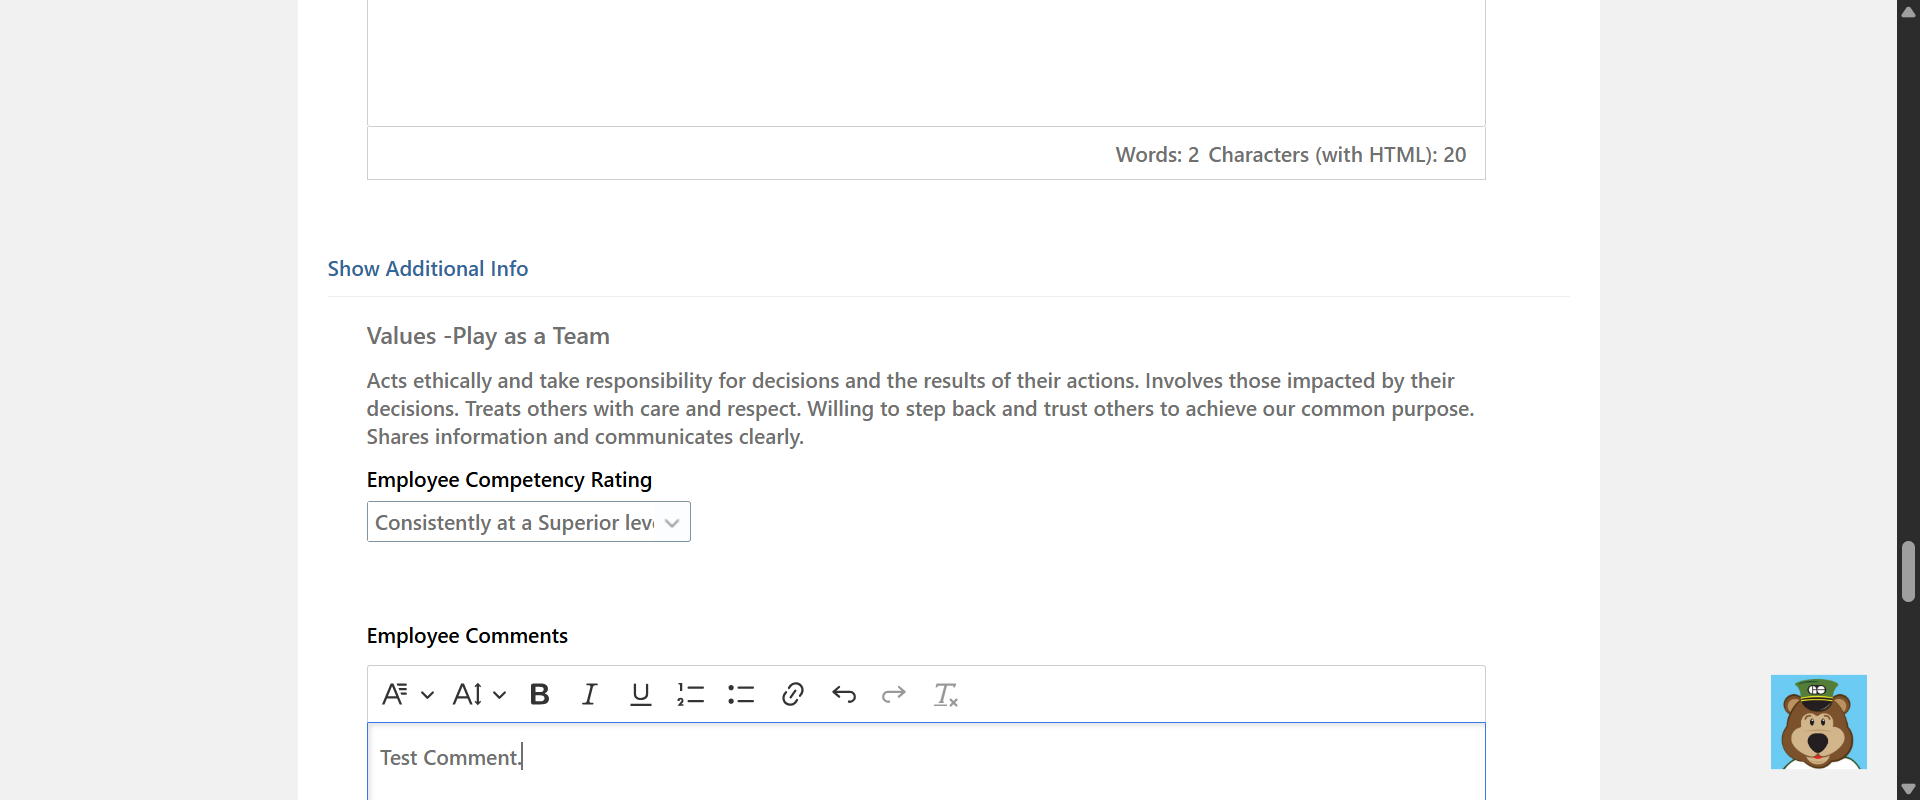 Words: 2 Characters (with HTML): 20
Show Additional Info
Values -Play as a Team
Acts ethically and take responsibility for decisions and the results of their actions. Involves those impacted by their
decisions. Treats others with care and respect. Willing to step back and trust others to achieve our common purpose.
Shares information and communicates clearly.
Employee Competency Rating
Consistently at a Superior leve
Employee Comments
Test Comment.